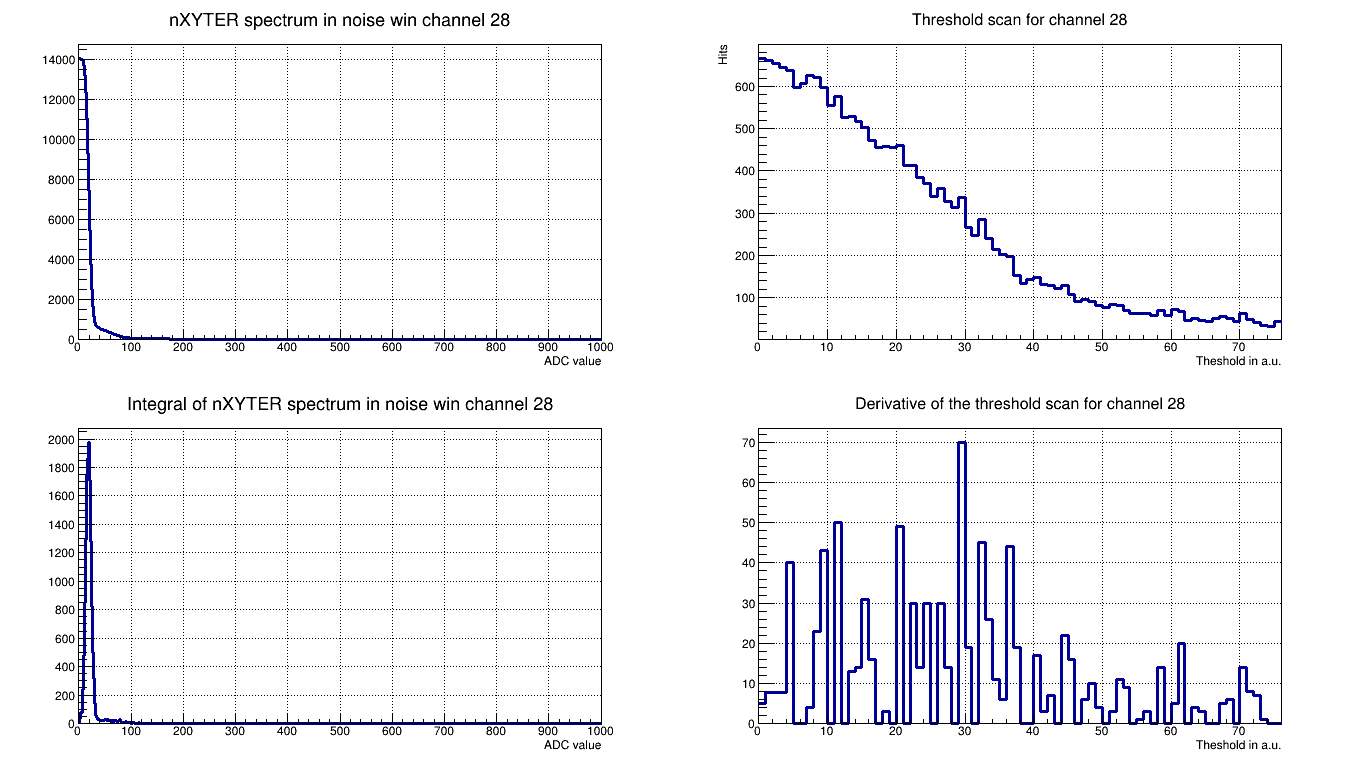 nXYTER spectrum in noise win channel 28
14000
12000
10000
8000
6000
4000
2000
0
0 100 200 300 400 500 600 700 800 900 1000
ADC value
Threshold scan for channel 28
Hits
600
500
400
300
200
100
0 10 20 30 40 50 60 70
Theshold in a.u.
Integral of nXYTER spectrum in noise win channel 28
2000
1800
1600
1400
1200
1000
800
600
400
200
0
0 100 200 300 400 500 600 700 800 900 1000
ADC value
Derivative of the threshold scan for channel 28
70
60
50
40
30
20
10
0
0 10 20 30 40 50 60 70
Theshold in a.u.